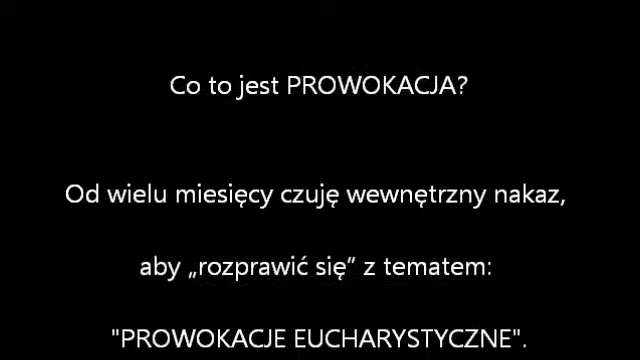 Co to jest PROWOKACJA?
Od wielu miesięcy czuję wewnętrzny nakaz,
aby „rozprawić się” z tematem:
"PROWOKACJE EUCHARYSTYCZNE".